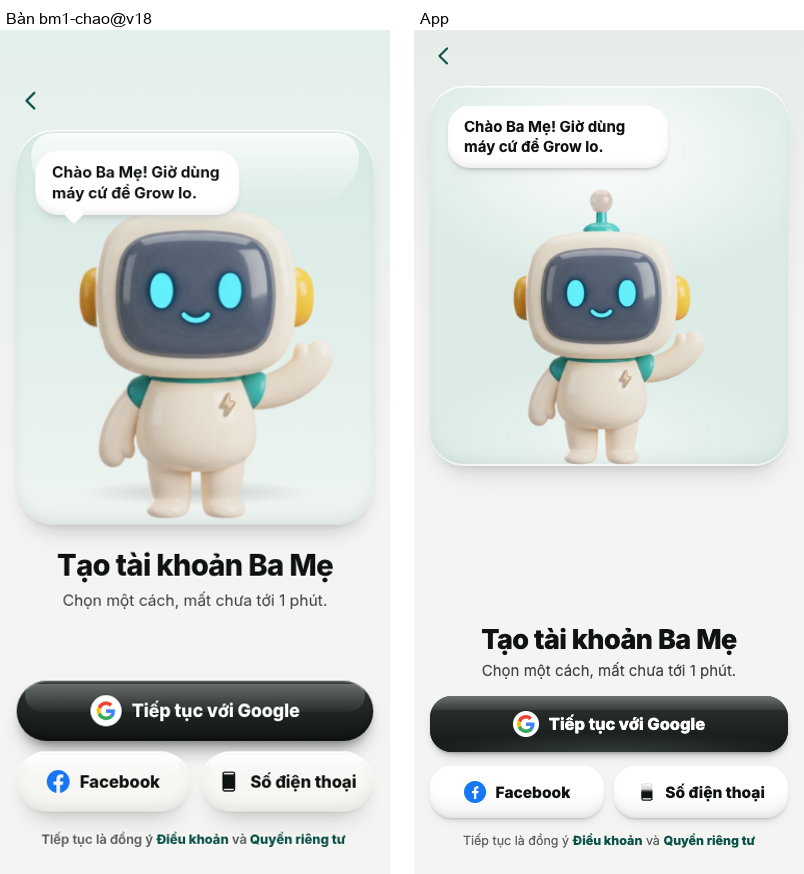 Bản bm1-chao@v18
Chào Ba Mẹ! Giờ dùng
máy cứ để Grow lo.
Tạo tài khoản Ba Mẹ
Chọn một cách, mất chưa tới 1 phút.
Tiếp tục với Google
Facebook
Số điện thoại
Tiếp tục là đồng ý Điều khoản và Quyền riêng tư
App
Chào Ba Mẹ! Giờ dùng
máy cứ để Grow lo.
Tạo tài khoản Ba Mẹ
Chọn một cách, mất chưa tới 1 phút.
Tiếp tục với Google
Facebook
Số điện thoại
Tiếp tục là đồng ý Điều khoản và Quyền riêng tư